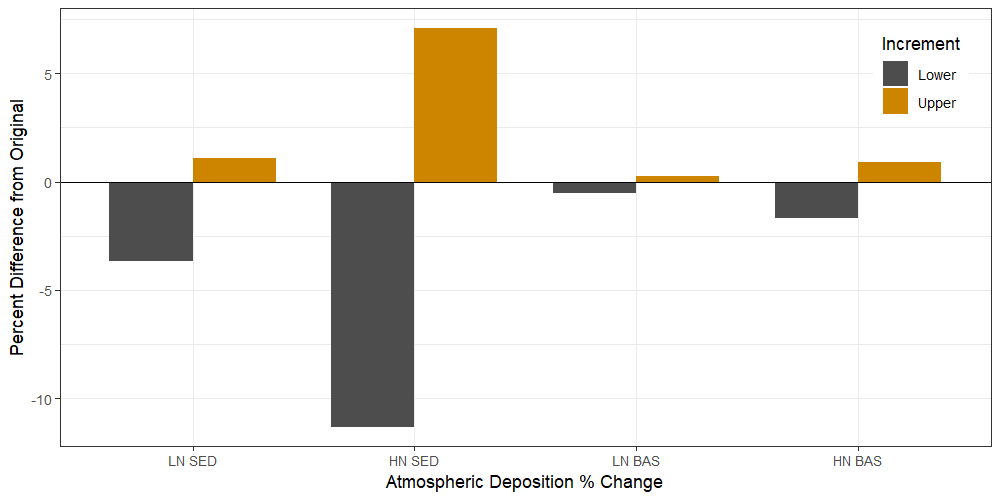 Increment
Lower
Upper
5
0
-5
-10
Percent Difference from Original
LN SED
HN SED
LN BAS
HN BAS
Atmospheric Deposition % Change